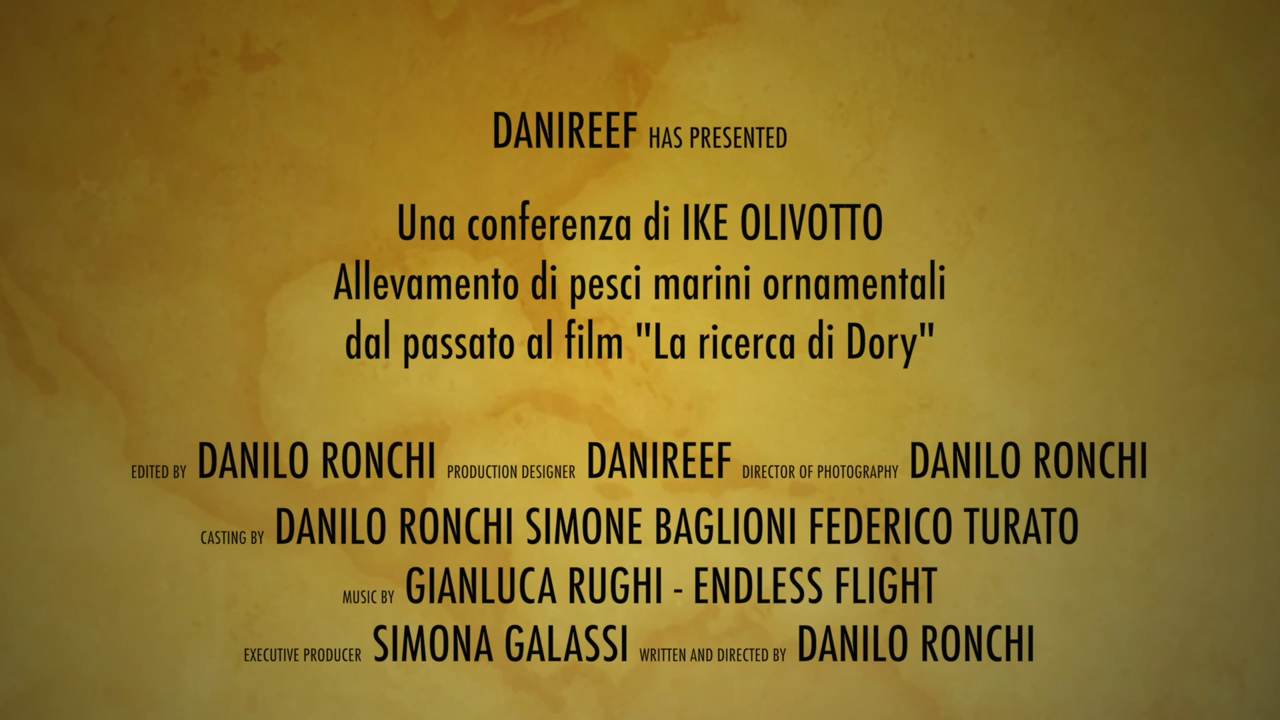 DANIREEF HAS PRESENTED
Una conferenza di IKE OLIVOTTO
Allevamento di pesci marini ornamentali
dal passato al film "La ricerca di Dory"
EDITED BY DANILO RONCHI PRODUCTION DESIGNER DANIREEF DIRECTOR OF PHOTOGRAPHY DANILO RONCHI
CASTING BY DANILO RONCHI SIMONE BAGLIONI FEDERICO TURATO
MUSIC BY GIANLUCA RUGHI - ENDLESS FLIGHT
EXECUTIVE PRODUCER SIMONA GALASSI WRITTEN AND DIRECTED BY DANILO RONCHI